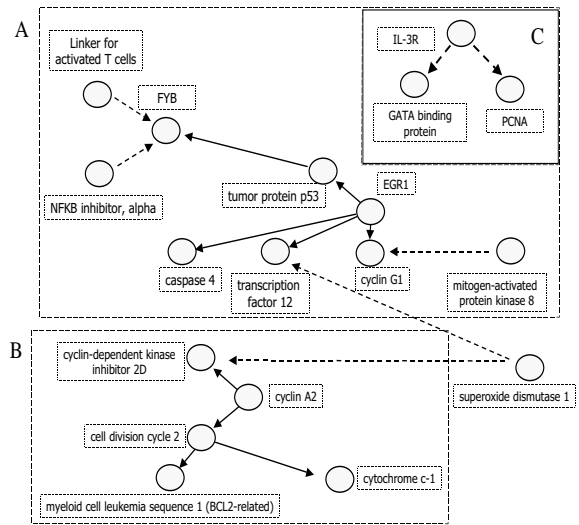 A
Linker for
activated T cells
FYB
NFKB inhibitor, alpha
tumor protein p53
EGR1
caspase 4
transcription
factor 12
cyclin G1
mitogen-activated
protein kinase 8
C
IL-3R
GATA binding
protein
PCNA
B
cyclin-dependent kinase
inhibitor 2D
cyclin A2
superoxide dismutase 1
cell division cycle 2
cytochrome c-1
myeloid cell leukemia sequence 1 (BCL2-related)